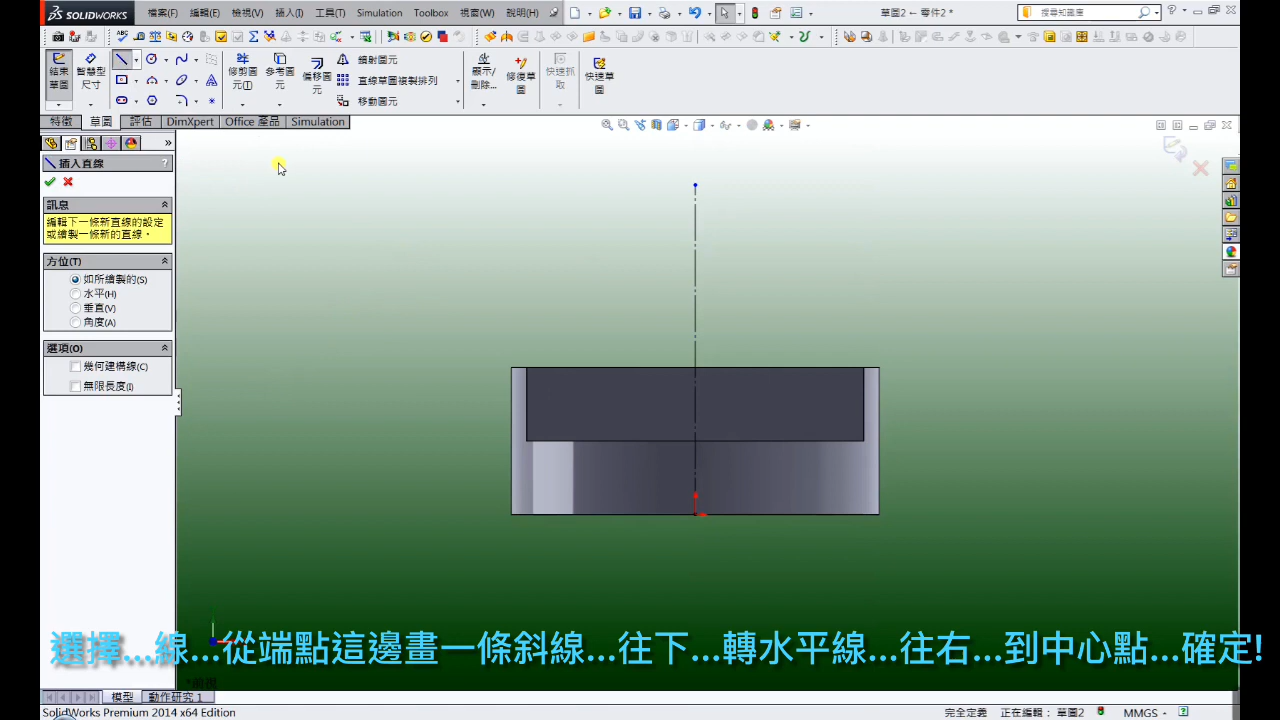 SOLIDWORKS 檔案(F) 編輯(E) 檢視(V) 插入(I) 工具(T) Simulation Toolbox 視窗(W) 說明(H) 草圖2 ← 零件2 * 搜尋知識庫
結束草圖 智慧型尺寸 修剪圖元(T) 參考圖元 偏移圖元 鏡射圖元 直線草圖複製排列 移動圖元 顯示/刪除... 修復草圖 快速抓取 快速草圖
特徵 草圖 評估 DimXpert Office 產品 Simulation
插入直線 ?
訊息
編輯下一條新直線的設定
或繪製一條新的直線。
方位(T)
如所繪製的(S)
水平(H)
垂直(V)
角度(A)
選項(O)
幾何建構線(C)
無限長度(I)
選擇...線...從端點這邊畫一條斜線...往下...轉水平線...往右...到中心點...確定!
*前視
模型 動作研究 1
SolidWorks Premium 2014 x64 Edition 完全定義 正在編輯: 草圖2 MMGS